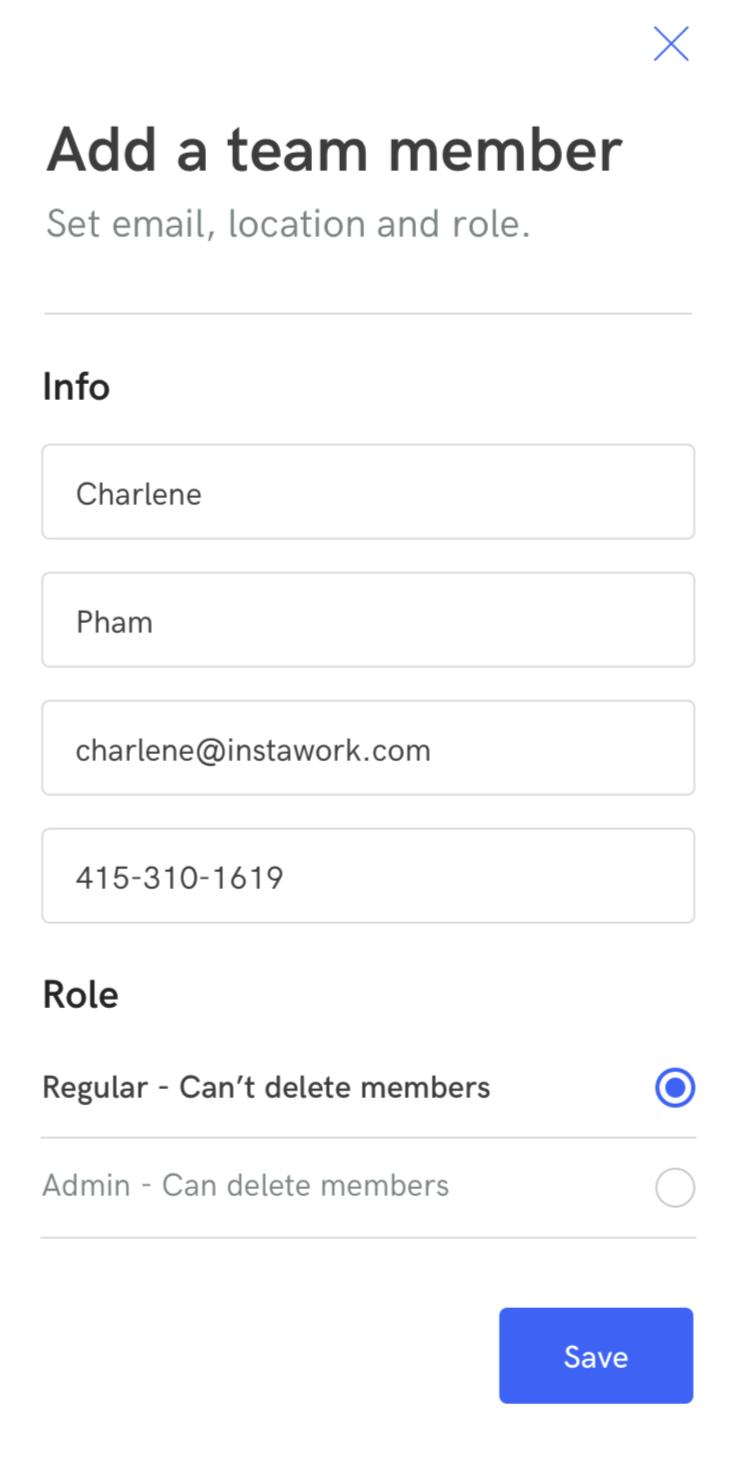 Add a team member
Set email, location and role.
Info
Charlene
Pham
charlene@instawork.com
415-310-1619
Role
Regular - Can’t delete members
Admin - Can delete members
Save